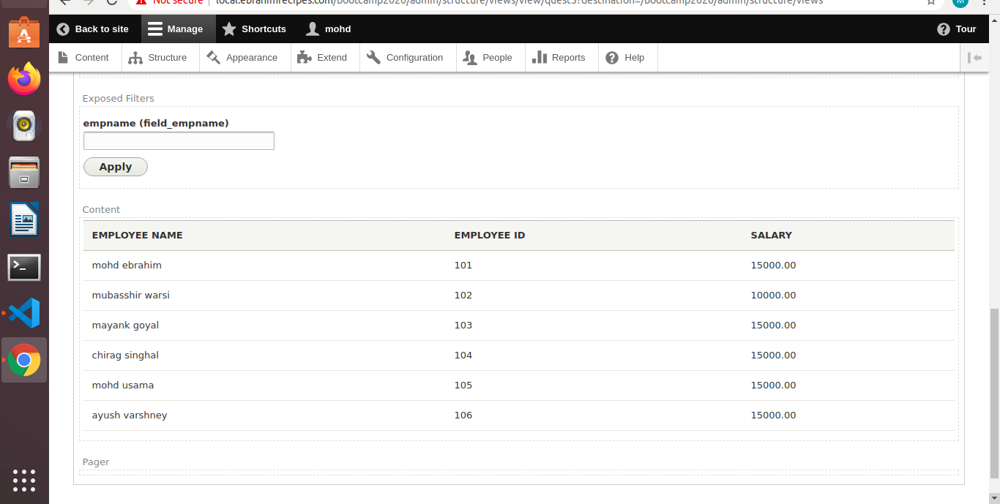 Not secure | local.ebrahimrecipes.com/bootcamp2020/admin/structure/views/view/quest3?destination=/bootcamp2020/admin/structure/views
M
Back to site Manage Shortcuts mohd Tour
Content Structure Appearance Extend Configuration People Reports Help
Exposed Filters
empname (field_empname)
Apply
Content
EMPLOYEE NAME EMPLOYEE ID SALARY
mohd ebrahim 101 15000.00
mubasshir warsi 102 10000.00
mayank goyal 103 15000.00
chirag singhal 104 15000.00
mohd usama 105 15000.00
ayush varshney 106 15000.00
Pager